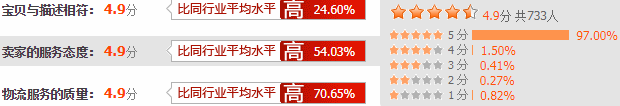 宝贝与描述相符： 4.9分 比同行业平均水平 高 24.60%
卖家的服务态度： 4.9分 比同行业平均水平 高 54.03%
物流服务的质量： 4.9分 比同行业平均水平 高 70.65%
4.9分 共733人
5 分 97.00%
4 分 1.50%
3 分 0.41%
2 分 0.27%
1 分 0.82%